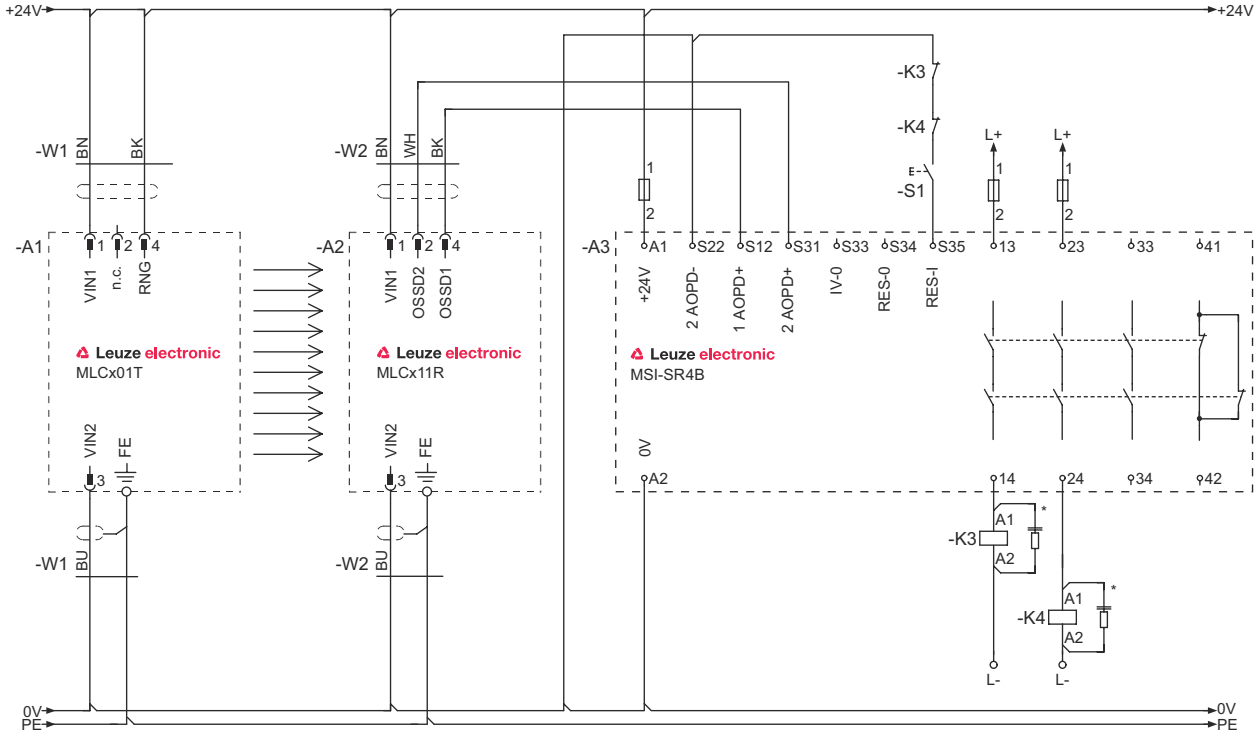 +24V
+24V
-K3
-K4
L+
L+
-W1
BN
BK
-W2
BN
WH
BK
1
2
E
-S1
1
2
1
2
-A1
1
2
4
-A2
1
2
4
-A3
A1
S22
S12
S31
S33
S34
S35
13
23
33
41
VIN1
n.c.
RNG
VIN1
OSSD2
OSSD1
+24V
2 AOPD-
1 AOPD+
2 AOPD+
IV-0
RES-0
RES-I
Leuze electronic
MLCx01T
Leuze electronic
MLCx11R
Leuze electronic
MSI-SR4B
VIN2
FE
VIN2
FE
0V
3
3
A2
14
24
34
42
-W1
BU
-W2
BU
-K3
A1
A2
*
-K4
A1
A2
*
L-
L-
0V
0V
PE
PE